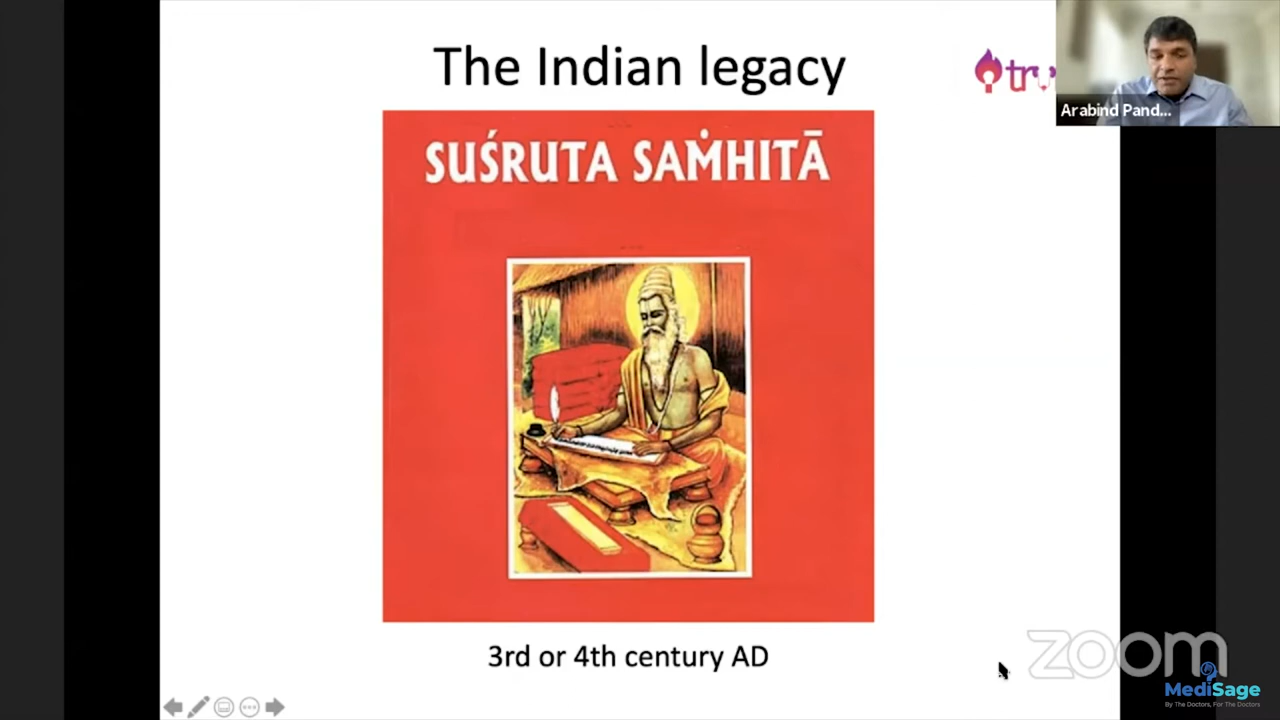 The Indian legacy
SUŚRUTA SAṀHITĀ
3rd or 4th century AD
Arabind Pand...
zoom
MediSage
By The Doctors, For The Doctors